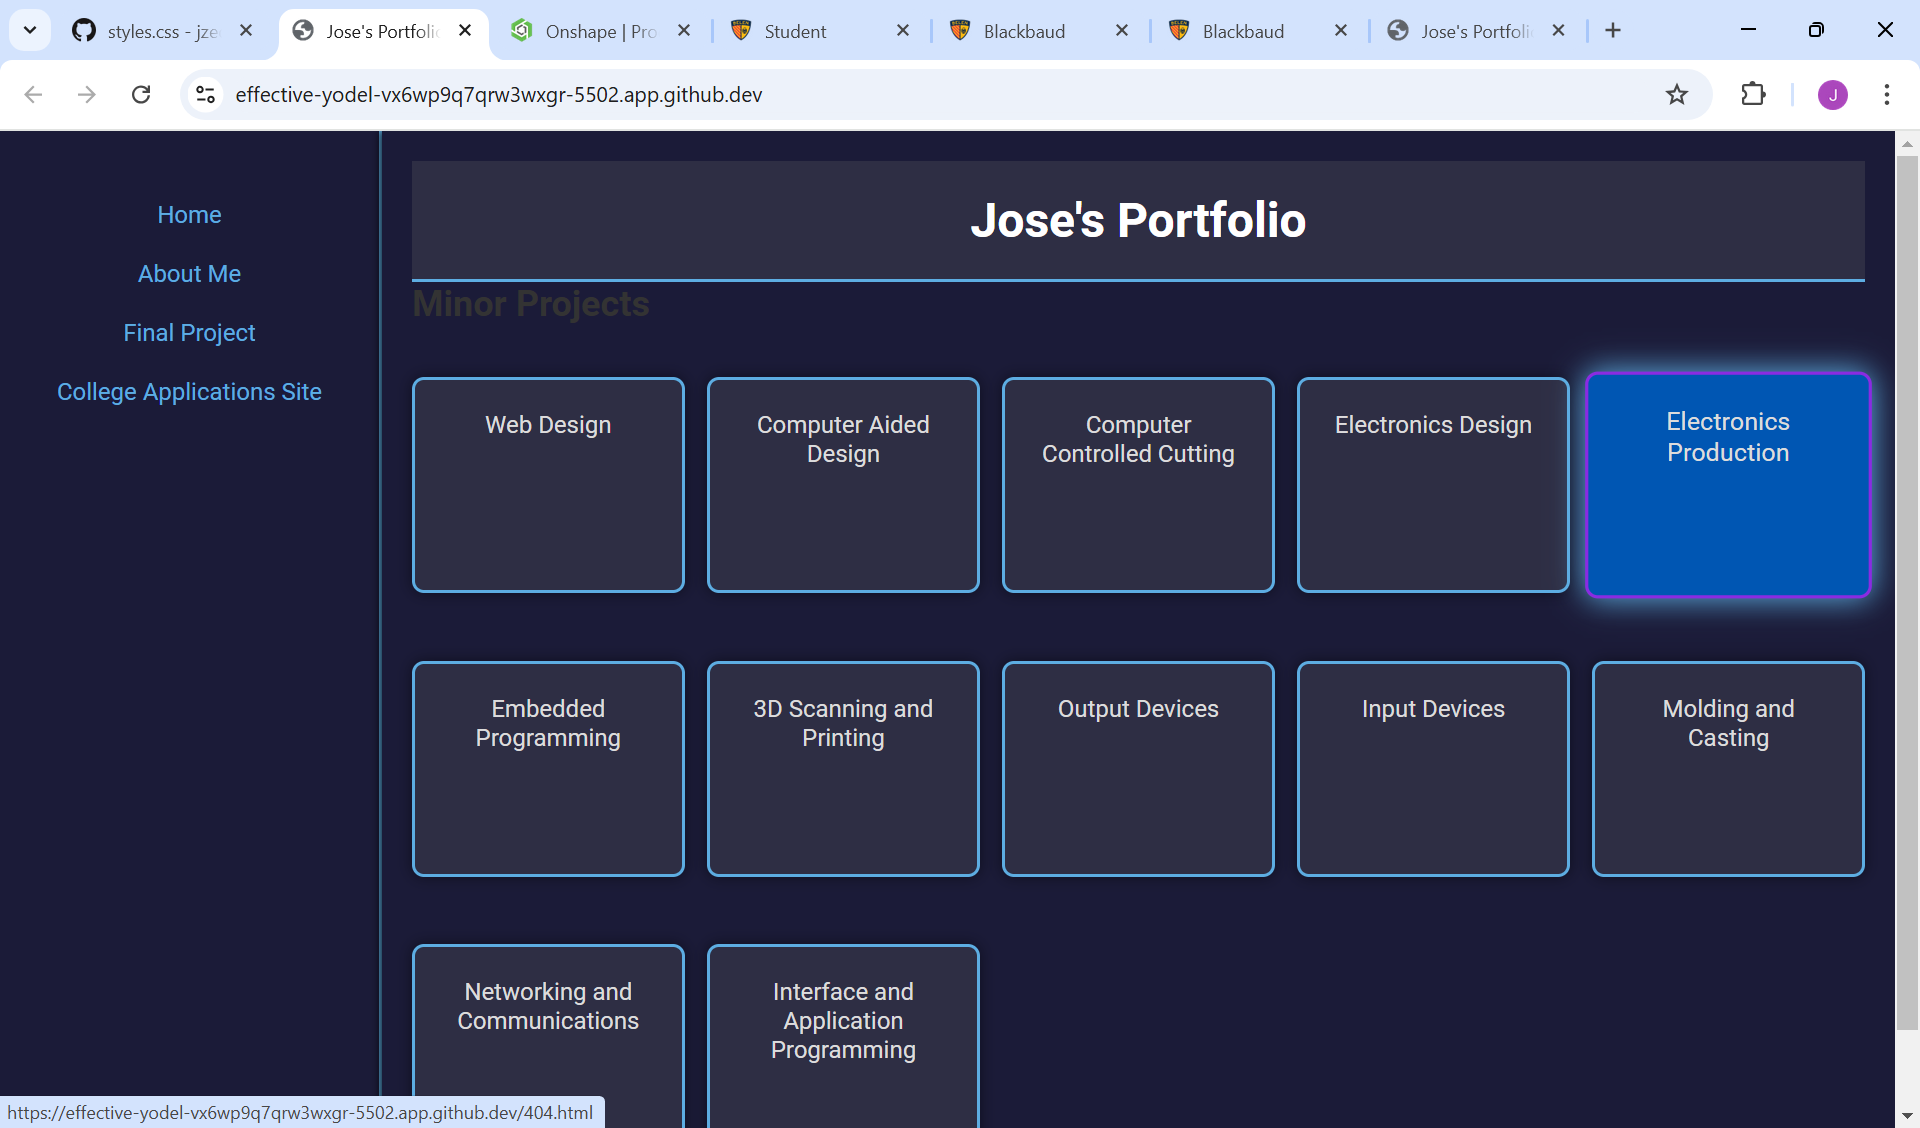 styles.css - jze
Jose's Portfolio
Onshape | Pro
Student
Blackbaud
Blackbaud
Jose's Portfolio
effective-yodel-vx6wp9q7qrw3wxgr-5502.app.github.dev
J
Home
About Me
Final Project
College Applications Site
Jose's Portfolio
Minor Projects
Web Design
Computer Aided
Design
Computer
Controlled Cutting
Electronics Design
Electronics
Production
Embedded
Programming
3D Scanning and
Printing
Output Devices
Input Devices
Molding and
Casting
Networking and
Communications
Interface and
Application
Programming
https://effective-yodel-vx6wp9q7qrw3wxgr-5502.app.github.dev/404.html